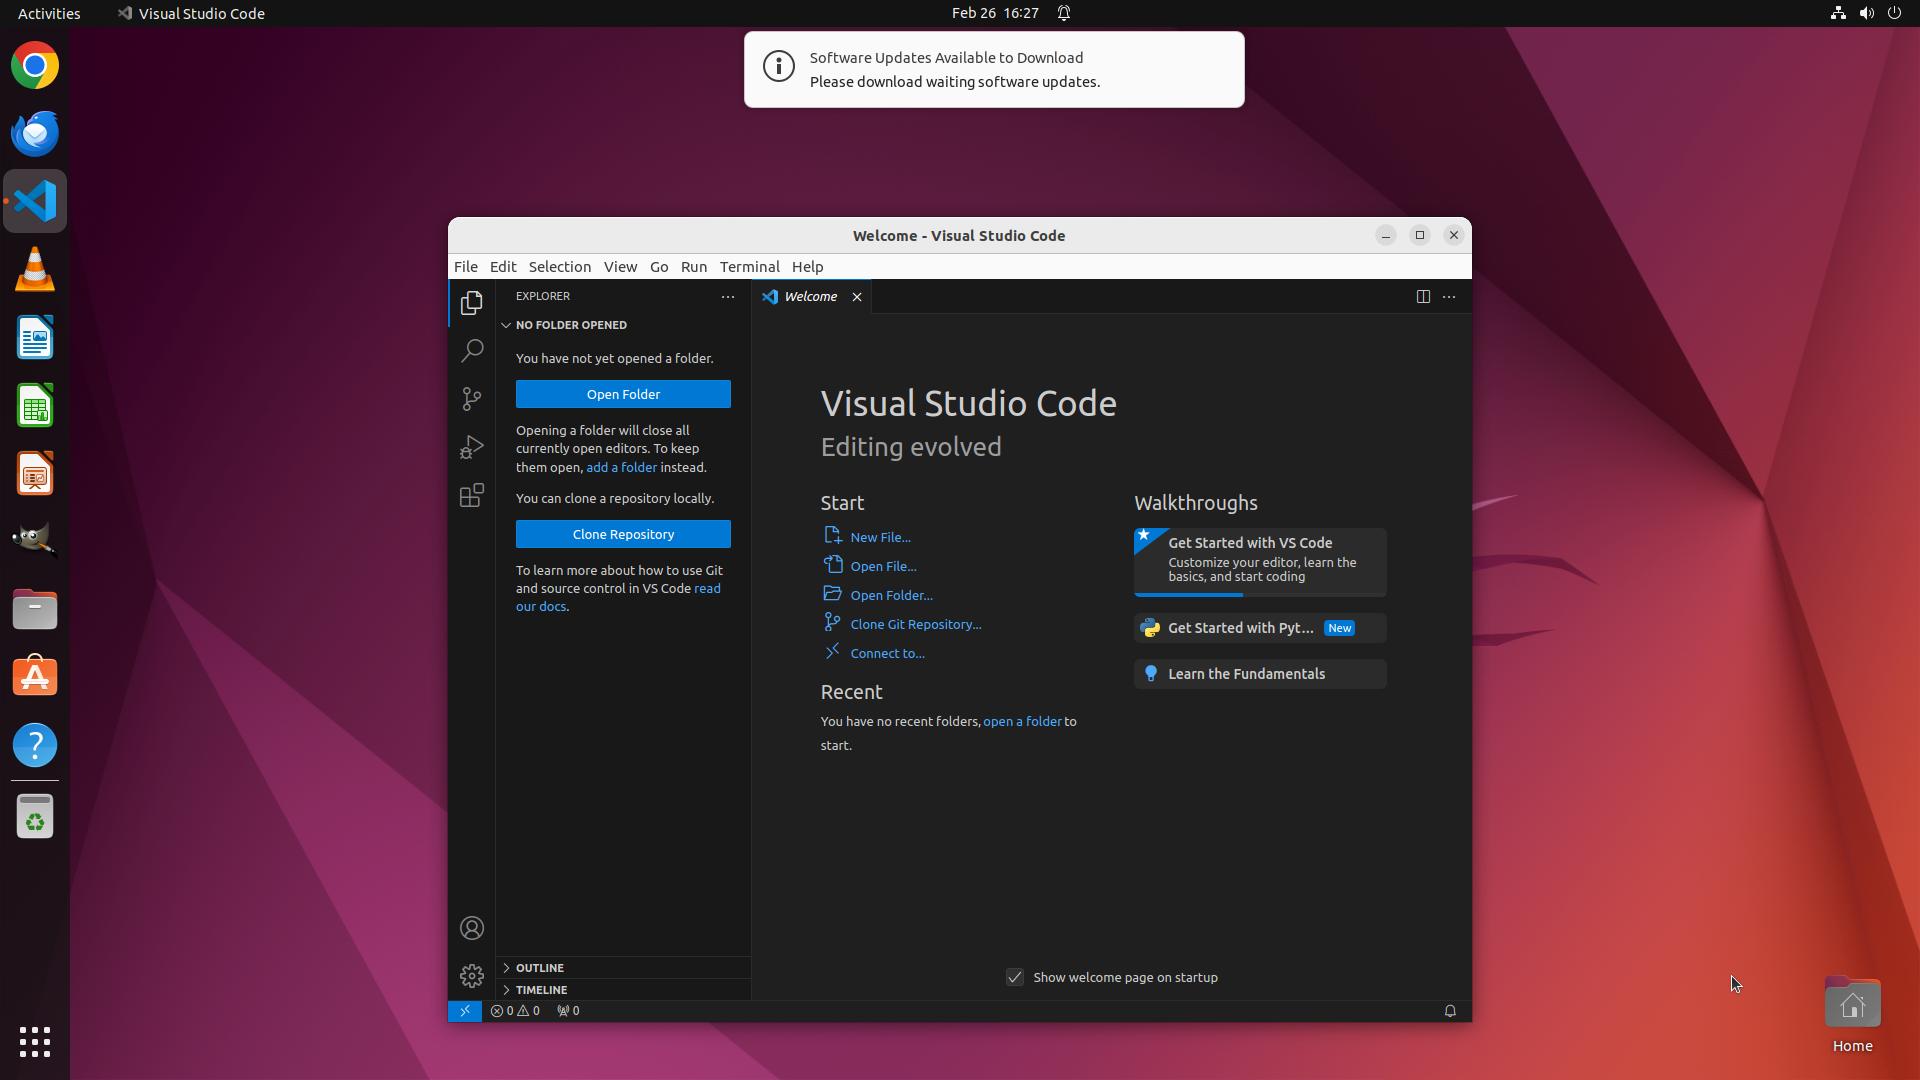 Activities
Visual Studio Code
Feb 26 16:27
Software Updates Available to Download
Please download waiting software updates.
Welcome - Visual Studio Code
File Edit Selection View Go Run Terminal Help
EXPLORER
NO FOLDER OPENED
You have not yet opened a folder.
Open Folder
Opening a folder will close all
currently open editors. To keep
them open, add a folder instead.
You can clone a repository locally.
Clone Repository
To learn more about how to use Git
and source control in VS Code read
our docs.
OUTLINE
TIMELINE
Welcome
Visual Studio Code
Editing evolved
Start
New File...
Open File...
Open Folder...
Clone Git Repository...
Connect to...
Recent
You have no recent folders, open a folder to
start.
Walkthroughs
Get Started with VS Code
Customize your editor, learn the
basics, and start coding
Get Started with Pyt... New
Learn the Fundamentals
Show welcome page on startup
0 0 0
Home